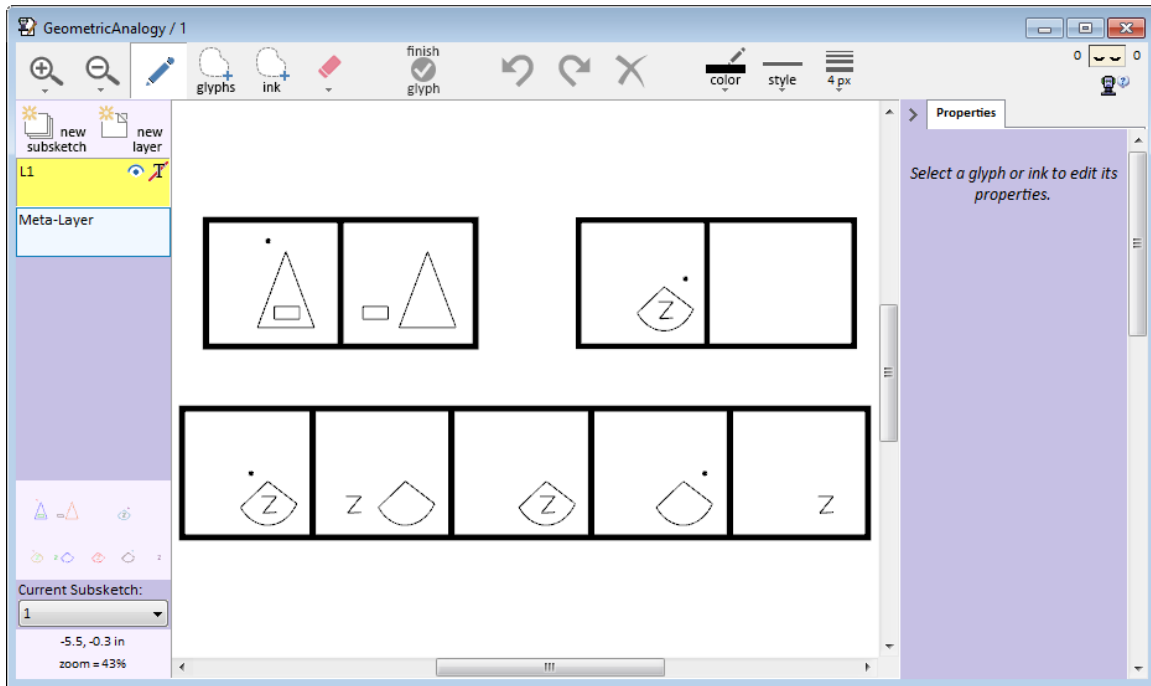 GeometricAnalogy / 1
glyphs
ink
finish
glyph
color
style
4 px
0 0
new
subsketch
new
layer
L1
T
Meta-Layer
Current Subsketch:
1
-5.5, -0.3 in
zoom = 43%
Properties
Select a glyph or ink to edit its
properties.
Z
Z Z Z Z